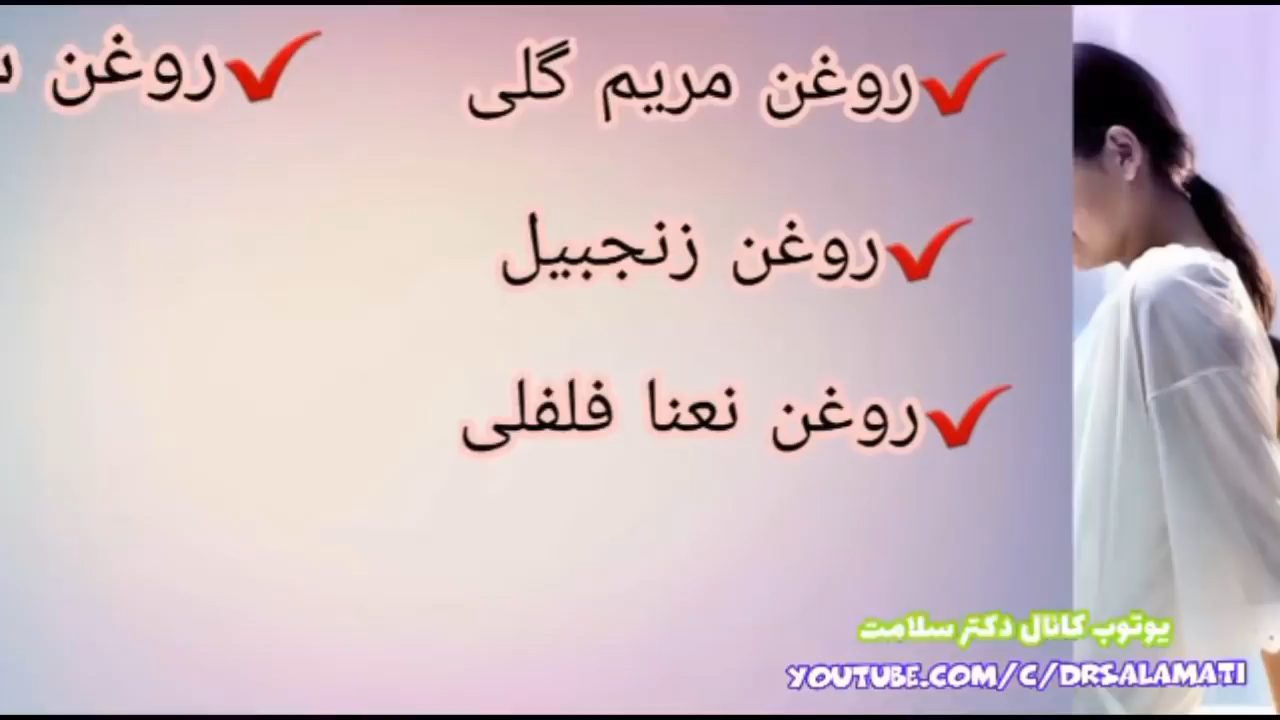 روغن مریم گلی
روغن زنجبیل
روغن نعنا فلفلی
روغن
یوتوب کانال دکتر سلامت
YOUTUBE.COM/C/DRSALAMATI